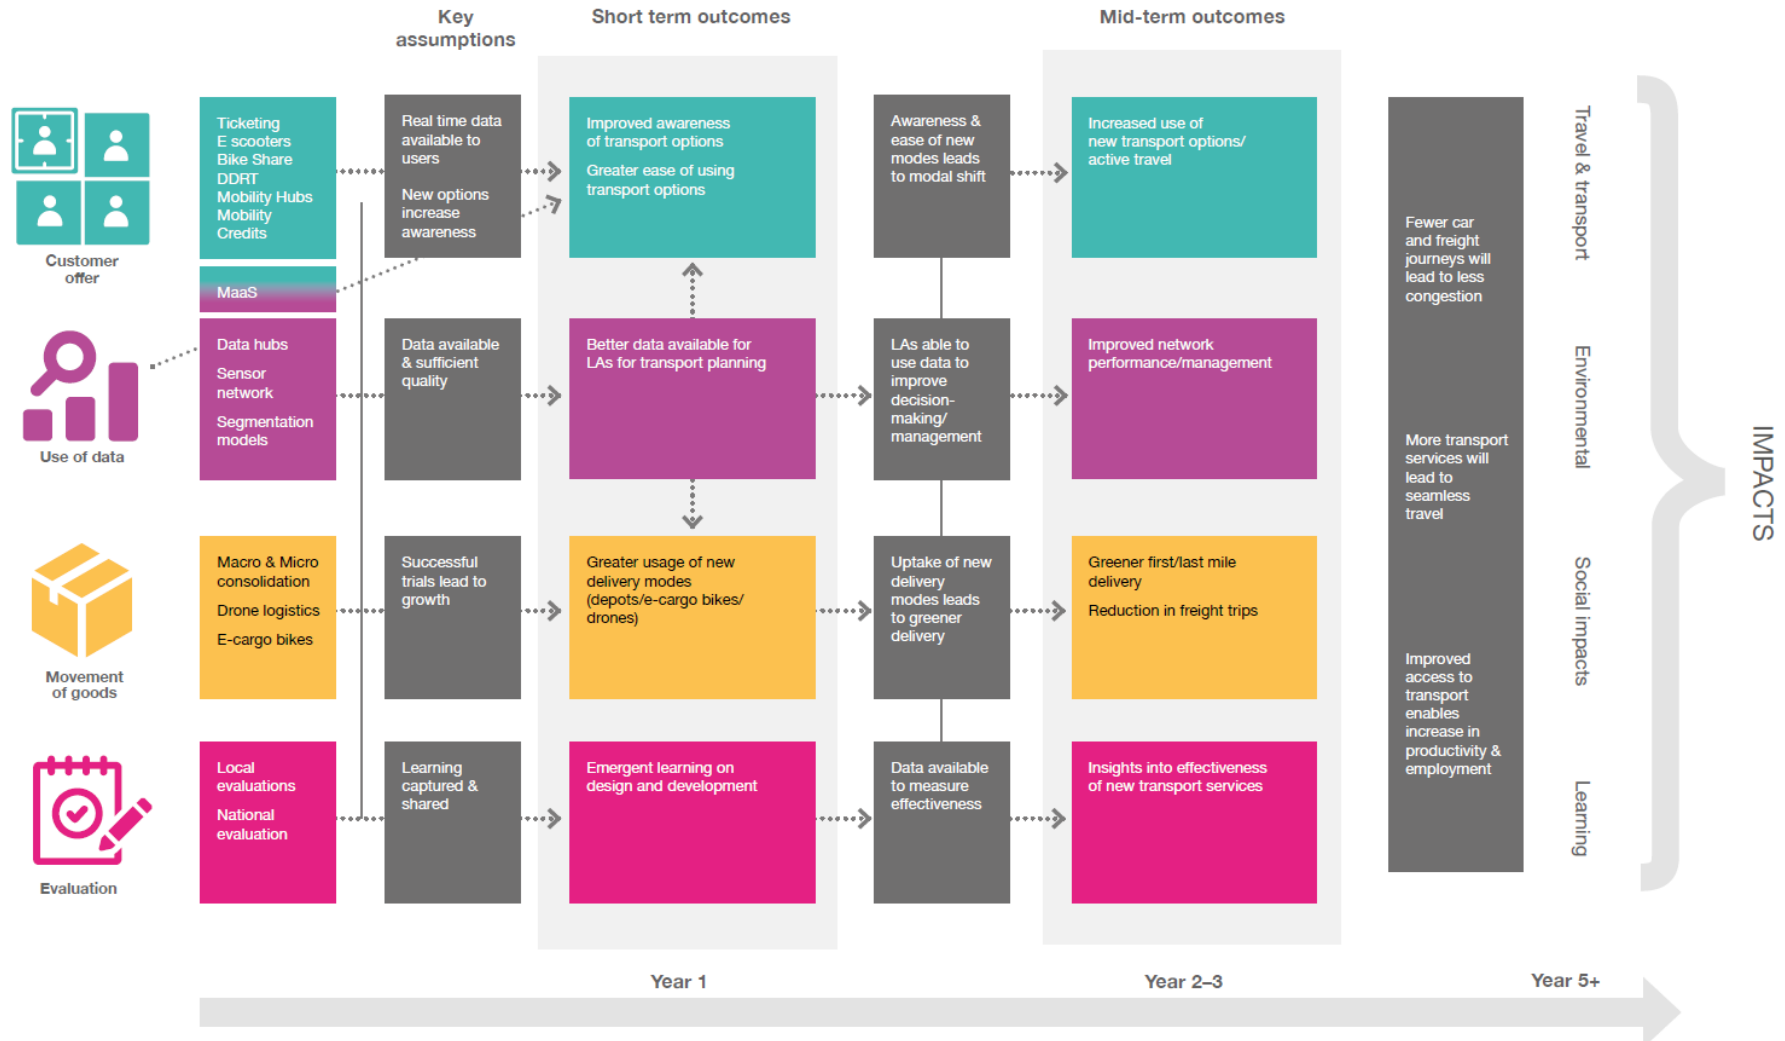 Key
assumptions
Short term outcomes
Mid-term outcomes
Customer
offer
Ticketing
E scooters
Bike Share
DDRT
Mobility Hubs
Mobility
Credits
MaaS
Real time data
available to
users
New options
increase
awareness
Improved awareness
of transport options
Greater ease of using
transport options
Awareness &
ease of new
modes leads
to modal shift
Increased use of
new transport options/
active travel
Use of data
Data hubs
Sensor
network
Segmentation
models
Data available
& sufficient
quality
Better data available for
LAs for transport planning
LAs able to
use data to
improve
decision-
making/
management
Improved network
performance/management
Movement
of goods
Macro & Micro
consolidation
Drone logistics
E-cargo bikes
Successful
trials lead to
growth
Greater usage of new
delivery modes
(depots/e-cargo bikes/
drones)
Uptake of new
delivery
modes leads
to greener
delivery
Greener first/last mile
delivery
Reduction in freight trips
Evaluation
Local
evaluations
National
evaluation
Learning
captured &
shared
Emergent learning on
design and development
Data available
to measure
effectiveness
Insights into effectiveness
of new transport services
Fewer car
and freight
journeys will
lead to less
congestion
More transport
services will
lead to
seamless
travel
Improved
access to
transport
enables
increase in
productivity &
employment
Travel & transport
Environmental
Social impacts
Learning
IMPACTS
Year 1
Year 2–3
Year 5+